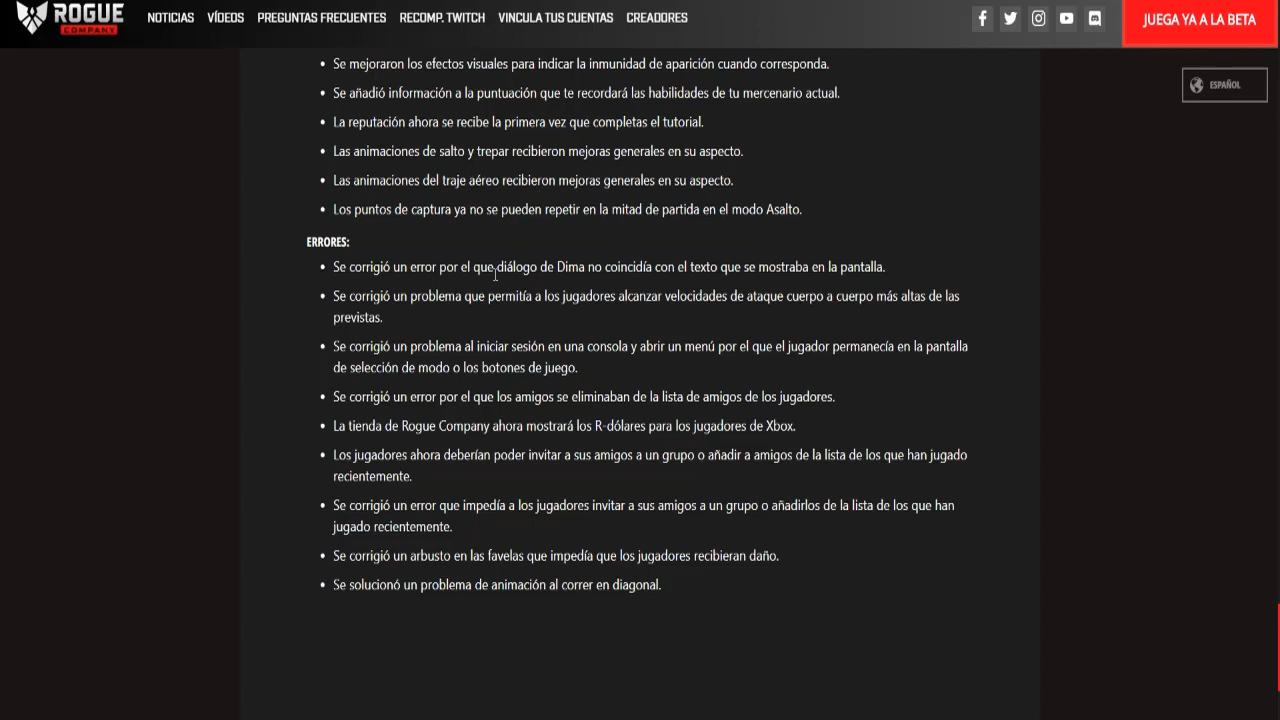 ROGUE
COMPANY
NOTICIAS VÍDEOS PREGUNTAS FRECUENTES RECOMP. TWITCH VINCULA TUS CUENTAS CREADORES
JUEGA YA A LA BETA
ESPAÑOL
• Se mejoraron los efectos visuales para indicar la inmunidad de aparición cuando corresponda.
• Se añadió información a la puntuación que te recordará las habilidades de tu mercenario actual.
• La reputación ahora se recibe la primera vez que completas el tutorial.
• Las animaciones de salto y trepar recibieron mejoras generales en su aspecto.
• Las animaciones del traje aéreo recibieron mejoras generales en su aspecto.
• Los puntos de captura ya no se pueden repetir en la mitad de partida en el modo Asalto.
ERRORES:
• Se corrigió un error por el que diálogo de Dima no coincidía con el texto que se mostraba en la pantalla.
• Se corrigió un problema que permitía a los jugadores alcanzar velocidades de ataque cuerpo a cuerpo más altas de las
previstas.
• Se corrigió un problema al iniciar sesión en una consola y abrir un menú por el que el jugador permanecía en la pantalla
de selección de modo o los botones de juego.
• Se corrigió un error por el que los amigos se eliminaban de la lista de amigos de los jugadores.
• La tienda de Rogue Company ahora mostrará los R-dólares para los jugadores de Xbox.
• Los jugadores ahora deberían poder invitar a sus amigos a un grupo o añadir a amigos de la lista de los que han jugado
recientemente.
• Se corrigió un error que impedía a los jugadores invitar a sus amigos a un grupo o añadirlos de la lista de los que han
jugado recientemente.
• Se corrigió un arbusto en las favelas que impedía que los jugadores recibieran daño.
• Se solucionó un problema de animación al correr en diagonal.